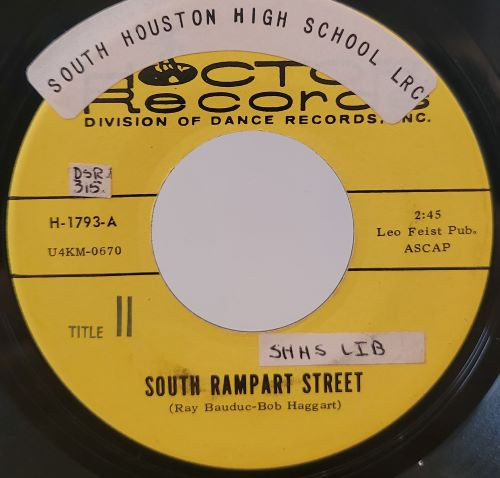 SOUTH HOUSTON HIGH SCHOOL LRC
Records
DIVISION OF DANCE RECORDS, INC.
DSR
315
H-1793-A
U4KM-0670
2:45
Leo Feist Pub.
ASCAP
TITLE II
SHHS LIB
SOUTH RAMPART STREET
(Ray Bauduc-Bob Haggart)